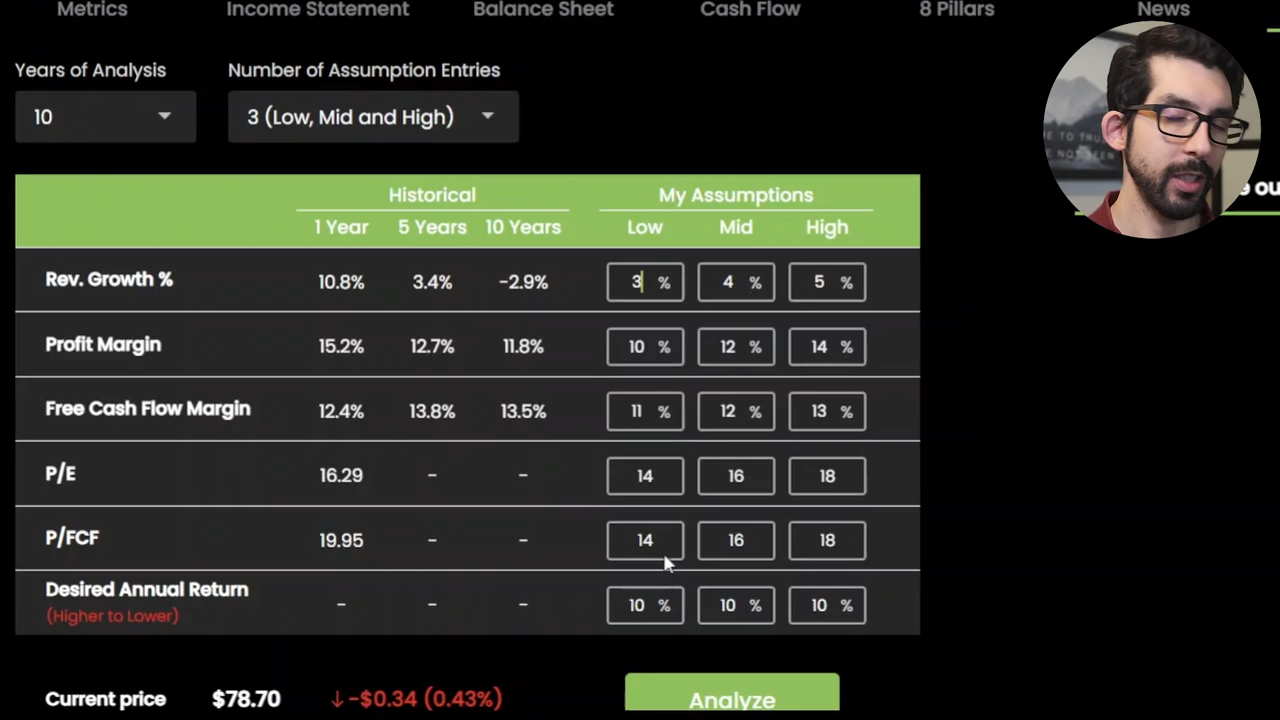 Metrics Income Statement Balance Sheet Cash Flow 8 Pillars News
Years of Analysis Number of Assumption Entries
10 3 (Low, Mid and High)
Historical My Assumptions
1 Year 5 Years 10 Years Low Mid High
Rev. Growth % 10.8% 3.4% -2.9% 3 % 4 % 5 %
Profit Margin 15.2% 12.7% 11.8% 10 % 12 % 14 %
Free Cash Flow Margin 12.4% 13.8% 13.5% 11 % 12 % 13 %
P/E 16.29 - - 14 16 18
P/FCF 19.95 - - 14 16 18
Desired Annual Return - - - 10 % 10 % 10 %
(Higher to Lower)
Current price $78.70 ↓ -$0.34 (0.43%) Analyze